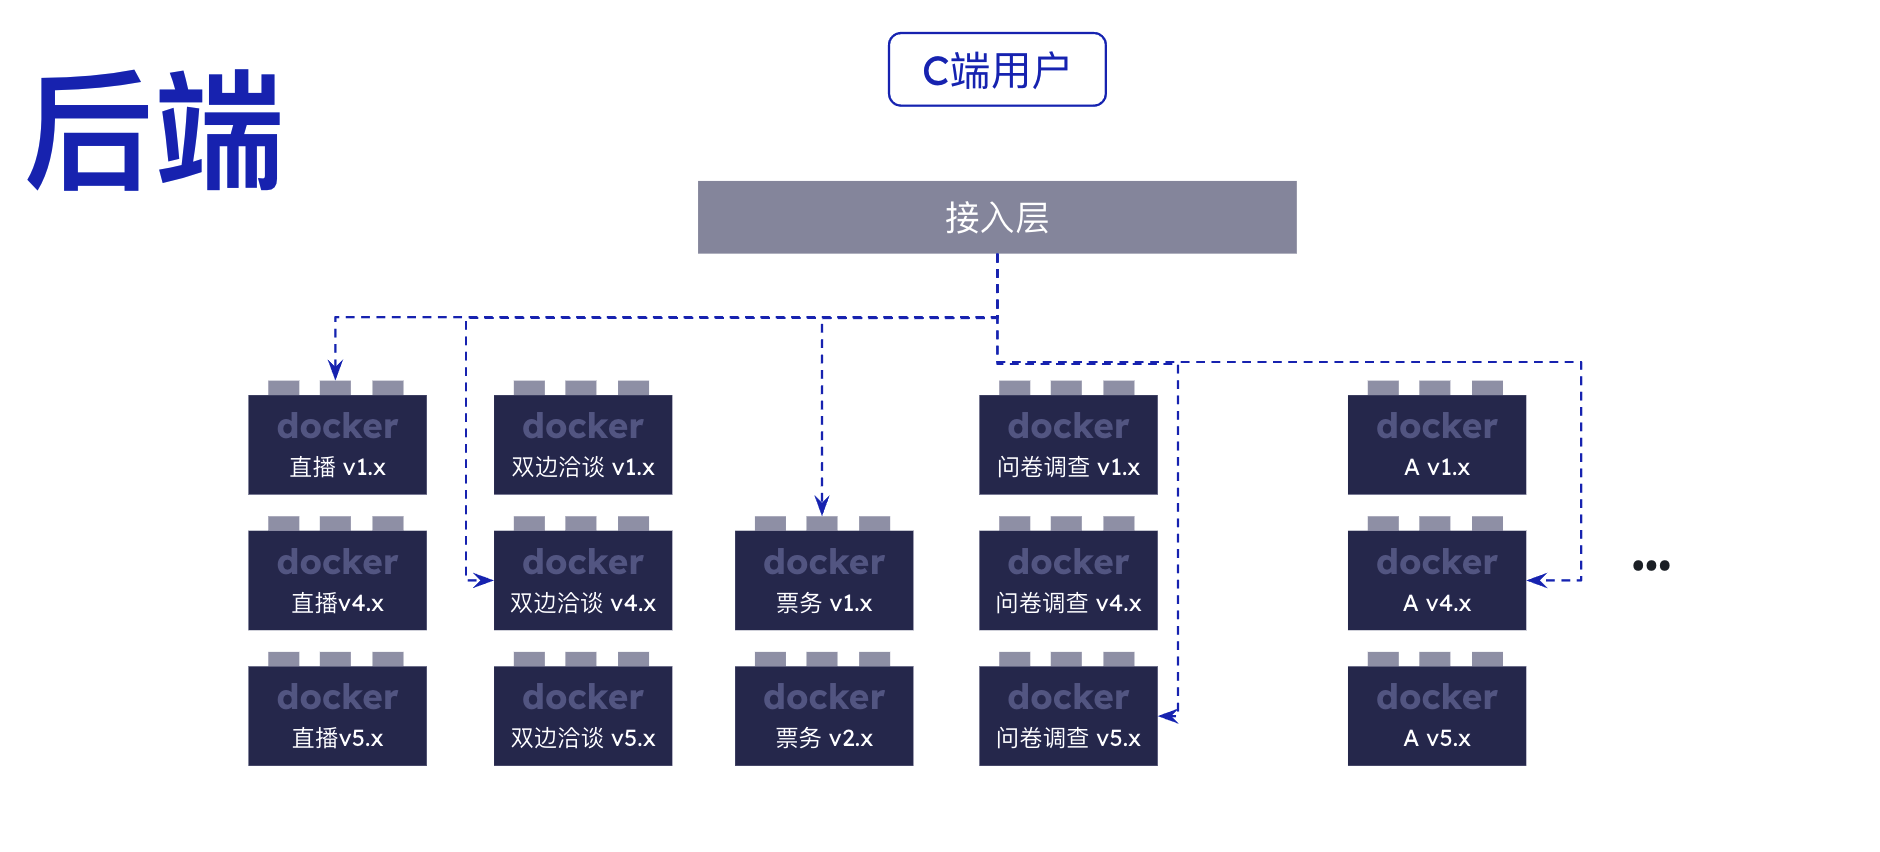 后端
C端用户
接入层
docker
直播 v1.x
docker
双边洽谈 v1.x
docker
问卷调查 v1.x
docker
A v1.x
docker
直播v4.x
docker
双边洽谈 v4.x
docker
票务 v1.x
docker
问卷调查 v4.x
docker
A v4.x
...
docker
直播v5.x
docker
双边洽谈 v5.x
docker
票务 v2.x
docker
问卷调查 v5.x
docker
A v5.x